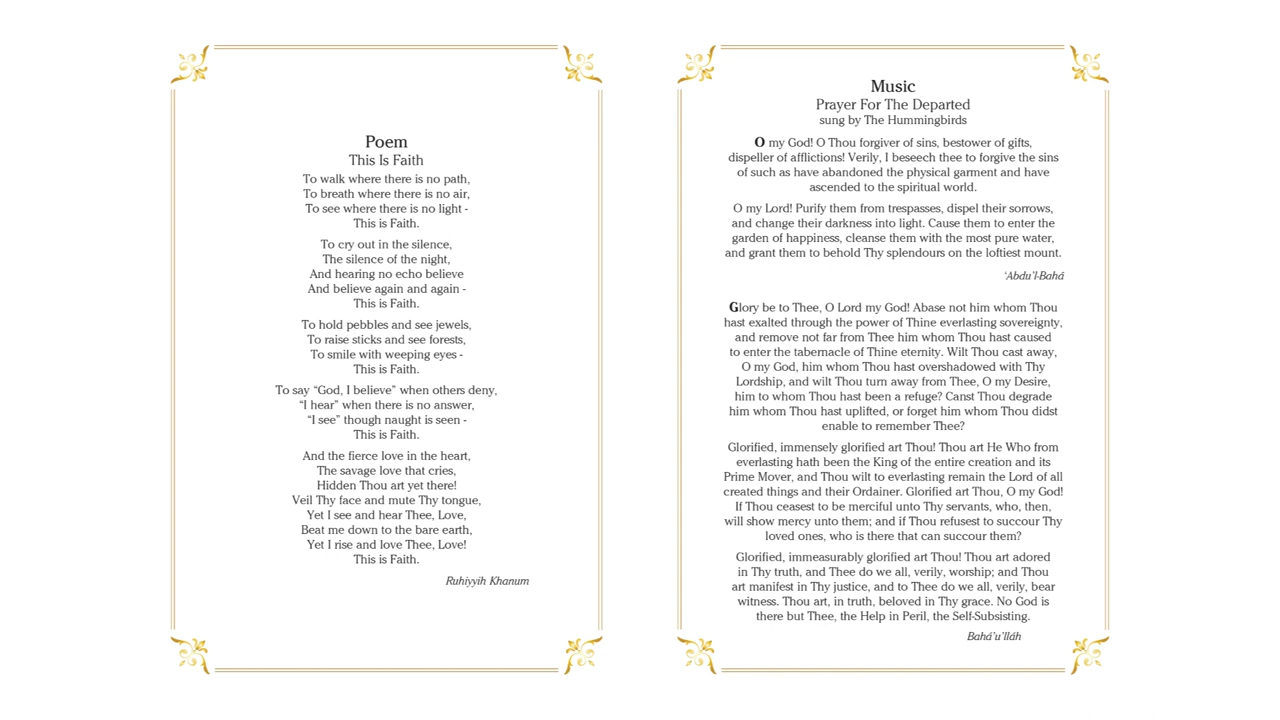 Poem
This Is Faith
To walk where there is no path,
To breath where there is no air,
To see where there is no light -
This is Faith.
To cry out in the silence,
The silence of the night,
And hearing no echo believe
And believe again and again -
This is Faith.
To hold pebbles and see jewels,
To raise sticks and see forests,
To smile with weeping eyes -
This is Faith.
To say “God, I believe” when others deny,
“I hear” when there is no answer,
“I see” though naught is seen -
This is Faith.
And the fierce love in the heart,
The savage love that cries,
Hidden Thou art yet there!
Veil Thy face and mute Thy tongue,
Yet I see and hear Thee, Love,
Beat me down to the bare earth,
Yet I rise and love Thee, Love!
This is Faith.
Ruhiyyih Khanum
Music
Prayer For The Departed
sung by The Hummingbirds
O my God! O Thou forgiver of sins, bestower of gifts,
dispeller of afflictions! Verily, I beseech thee to forgive the sins
of such as have abandoned the physical garment and have
ascended to the spiritual world.
O my Lord! Purify them from trespasses, dispel their sorrows,
and change their darkness into light. Cause them to enter the
garden of happiness, cleanse them with the most pure water,
and grant them to behold Thy splendours on the loftiest mount.
‘Abdu’l-Bahá
Glory be to Thee, O Lord my God! Abase not him whom Thou
hast exalted through the power of Thine everlasting sovereignty,
and remove not far from Thee him whom Thou hast caused
to enter the tabernacle of Thine eternity. Wilt Thou cast away,
O my God, him whom Thou hast overshadowed with Thy
Lordship, and wilt Thou turn away from Thee, O my Desire,
him to whom Thou hast been a refuge? Canst Thou degrade
him whom Thou hast uplifted, or forget him whom Thou didst
enable to remember Thee?
Glorified, immensely glorified art Thou! Thou art He Who from
everlasting hath been the King of the entire creation and its
Prime Mover, and Thou wilt to everlasting remain the Lord of all
created things and their Ordainer. Glorified art Thou, O my God!
If Thou ceasest to be merciful unto Thy servants, who, then,
will show mercy unto them; and if Thou refusest to succour Thy
loved ones, who is there that can succour them?
Glorified, immeasurably glorified art Thou! Thou art adored
in Thy truth, and Thee do we all, verily, worship; and Thou
art manifest in Thy justice, and to Thee do we all, verily, bear
witness. Thou art, in truth, beloved in Thy grace. No God is
there but Thee, the Help in Peril, the Self-Subsisting.
Bahá’u’lláh